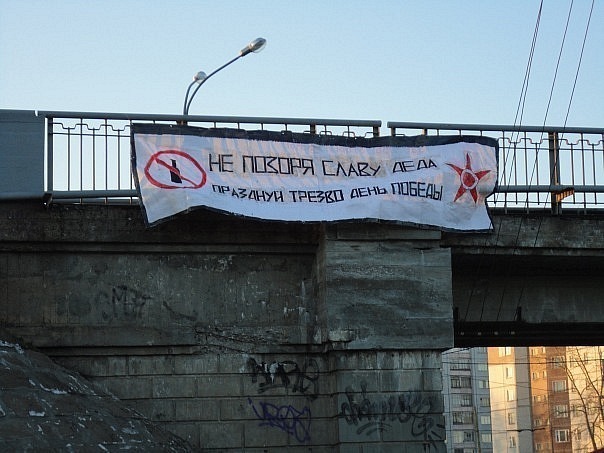 НЕ ПОЗОРЯ СЛАВУ ДЕДА
ПРАЗДНУЙ ТРЕЗВО ДЕНЬ ПОБЕДЫ